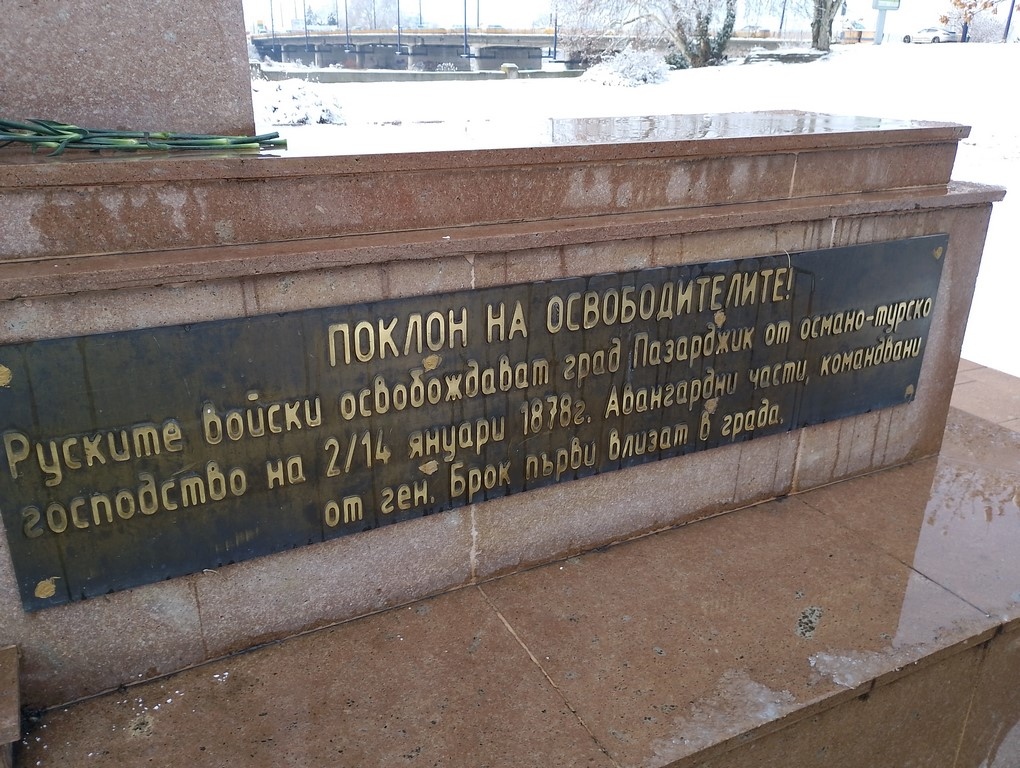 ПОКЛОН НА ОСВОБОДИТЕЛИТЕ!
Руските войски освобождават град Пазарджик от османо-турско
господство на 2/14 януари 1878г. Авангардни части, командвани
от ген. Брок първи влизат в града.